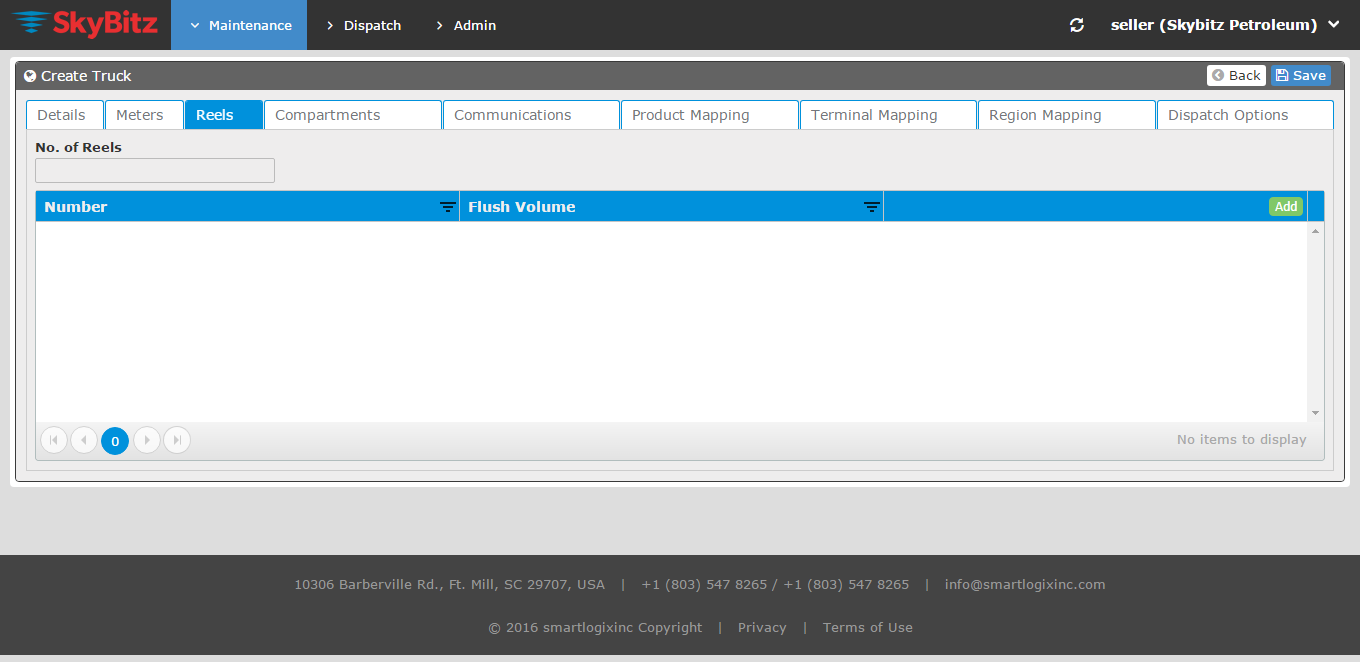 SkyBitz Maintenance Dispatch Admin seller (Skybitz Petroleum)
Create Truck Back Save
Details Meters Reels Compartments Communications Product Mapping Terminal Mapping Region Mapping Dispatch Options
No. of Reels
Number Flush Volume Add
0 No items to display
10306 Barberville Rd., Ft. Mill, SC 29707, USA | +1 (803) 547 8265 / +1 (803) 547 8265 | info@smartlogixinc.com
© 2016 smartlogixinc Copyright | Privacy | Terms of Use